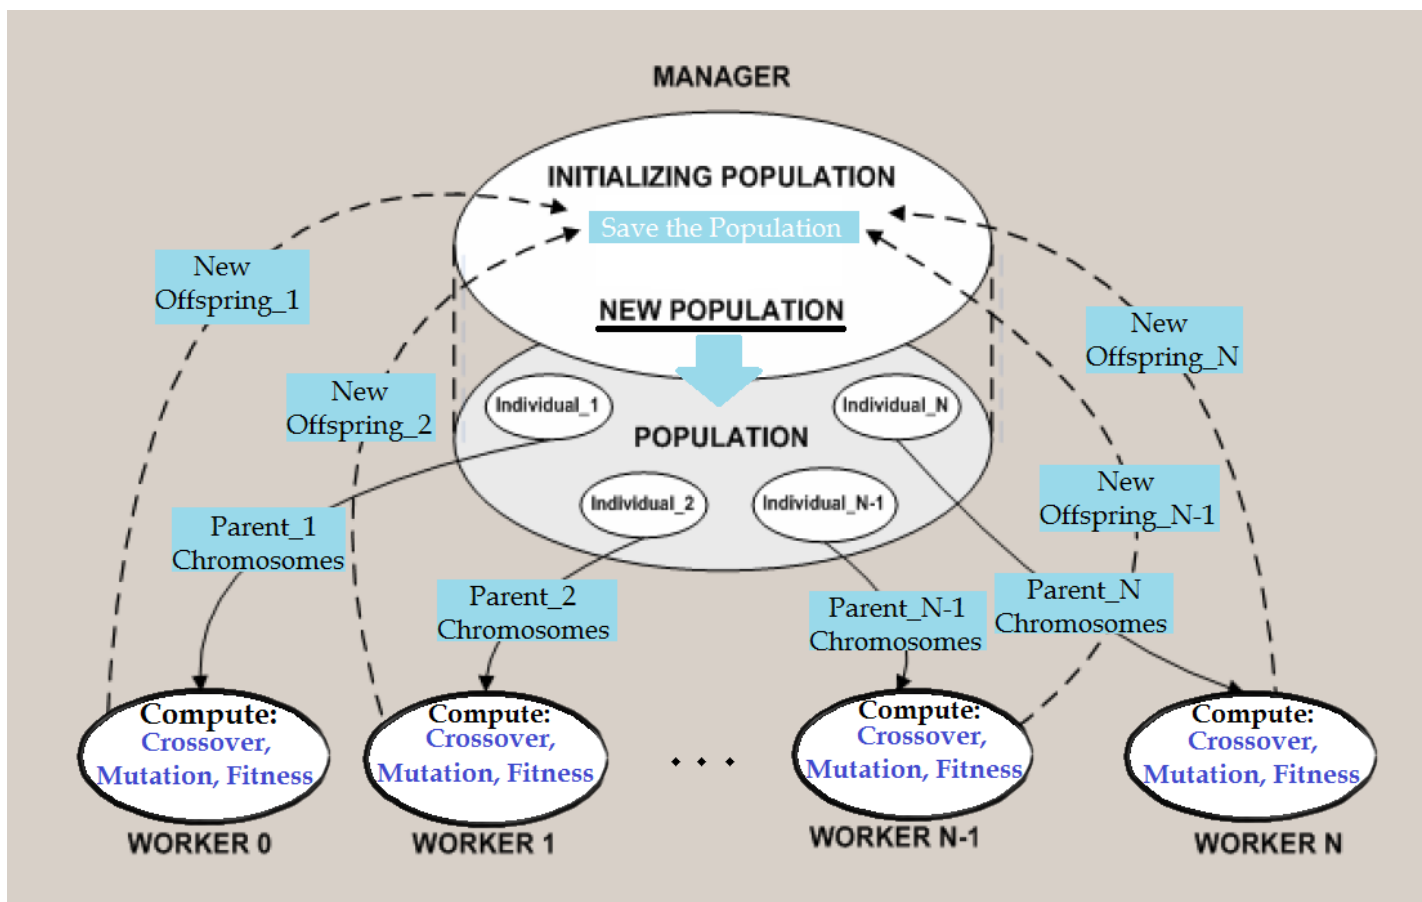 MANAGER
INITIALIZING POPULATION
Save the Population
NEW POPULATION
New
Offspring_1
New
Offspring_2
New
Offspring_N
New
Offspring_N-1
Individual_1
Individual_N
POPULATION
Individual_2
Individual_N-1
Parent_1
Chromosomes
Parent_2
Chromosomes
Parent_N-1
Chromosomes
Parent_N
Chromosomes
Compute:
Crossover,
Mutation, Fitness
WORKER 0
Compute:
Crossover,
Mutation, Fitness
WORKER 1
. . .
Compute:
Crossover,
Mutation, Fitness
WORKER N-1
Compute:
Crossover,
Mutation, Fitness
WORKER N